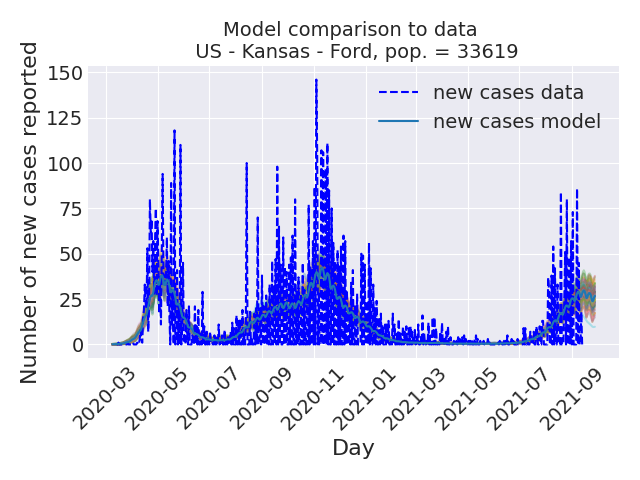 Model comparison to data
US - Kansas - Ford, pop. = 33619
Number of new cases reported
150
125
100
75
50
25
0
new cases data
new cases model
2020-03
2020-05
2020-07
2020-09
2020-11
2021-01
2021-03
2021-05
2021-07
2021-09
Day